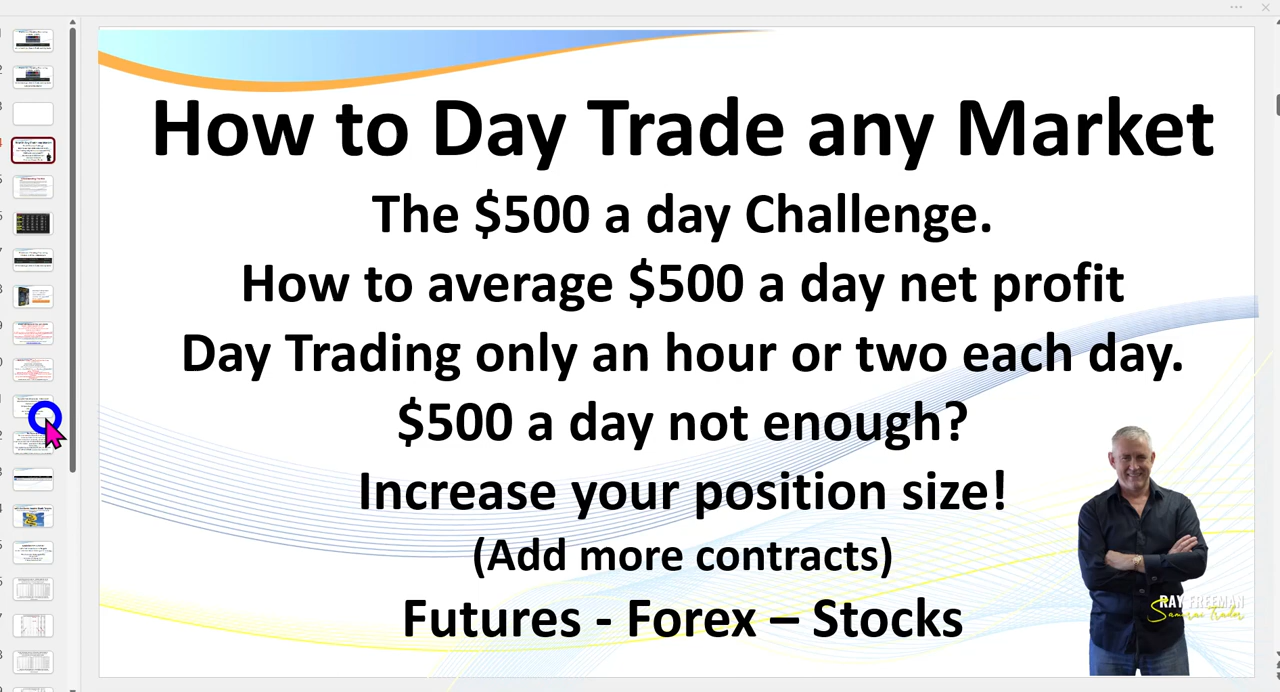 How to Day Trade any Market
The $500 a day Challenge.
How to average $500 a day net profit
Day Trading only an hour or two each day.
$500 a day not enough?
Increase your position size!
(Add more contracts)
Futures - Forex – Stocks
RAY FREEMAN
Samurai Trader